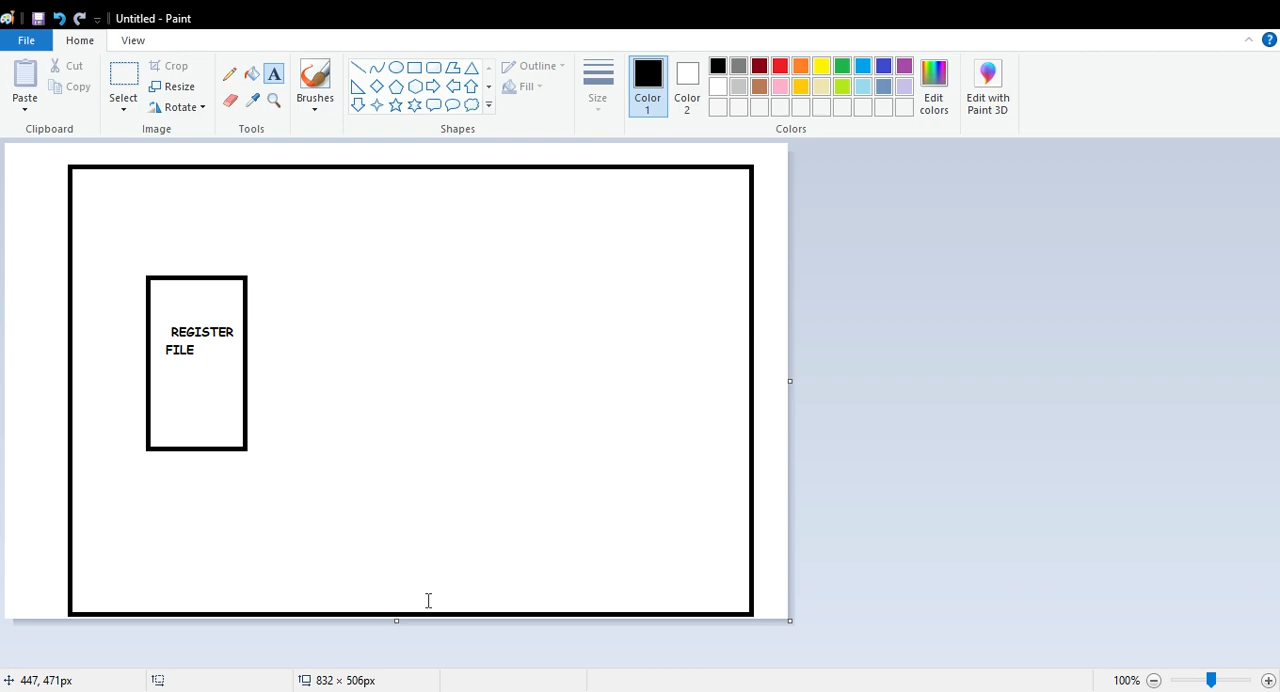 Untitled - Paint
File Home View
Paste Cut Copy Select Crop Resize Rotate A Brushes Outline Fill Size Color 1 Color 2 Edit colors Edit with Paint 3D
Clipboard Image Tools Shapes Colors
REGISTER
FILE
447, 471px 832 × 506px 100%